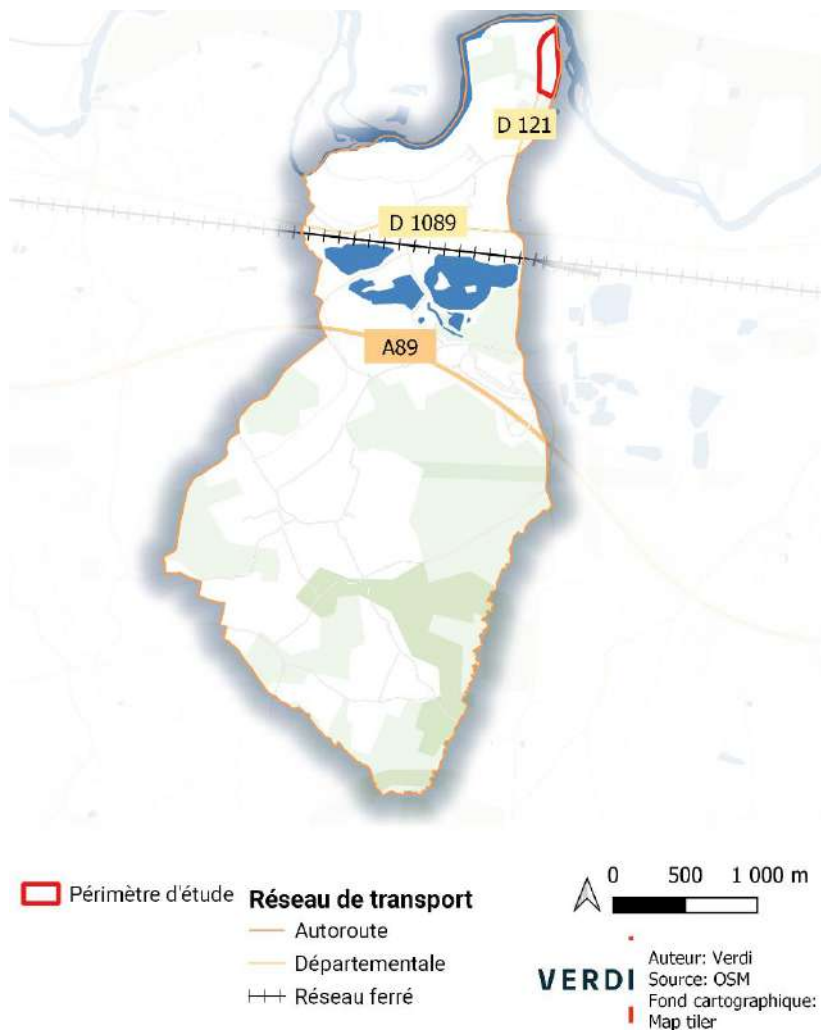 D 121
D 1089
A89
Périmètre d'étude
Réseau de transport
Autoroute
Départementale
Réseau ferré
0 500 1 000 m
VERDI
Auteur: Verdi
Source: OSM
Fond cartographique:
Map tiler